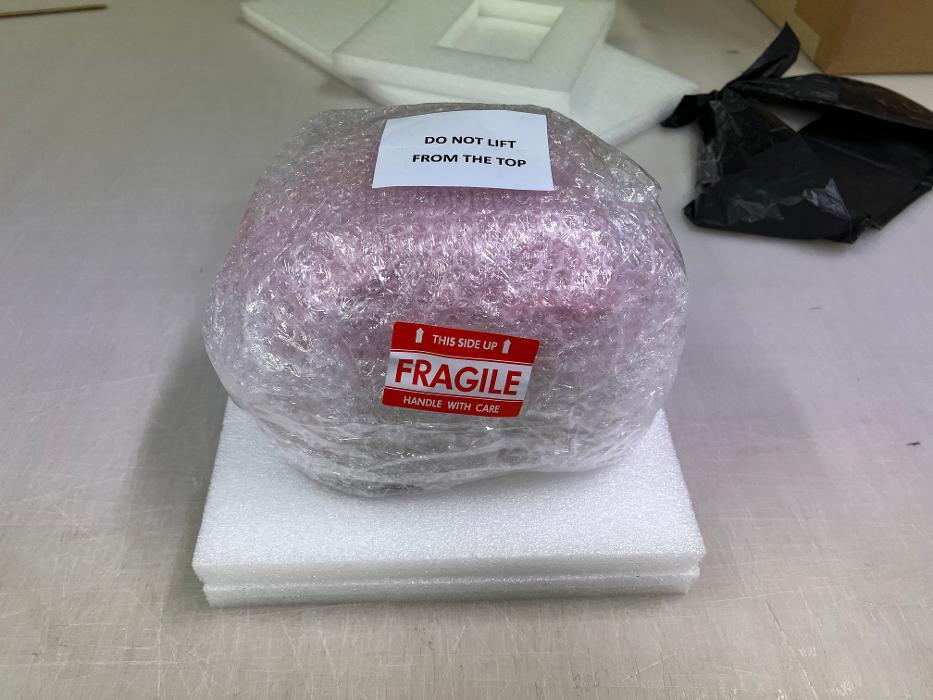 DO NOT LIFT
FROM THE TOP
THIS SIDE UP
FRAGILE
HANDLE WITH CARE